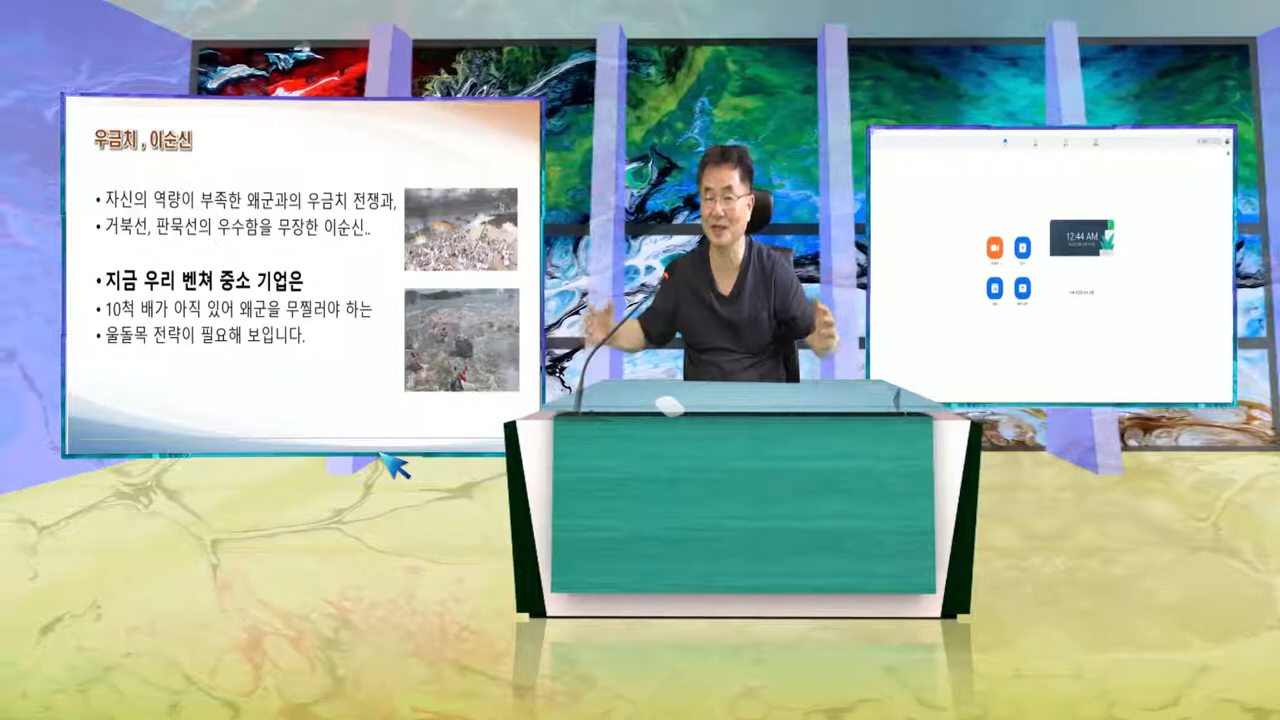 우금치 , 이순신
• 자신의 역량이 부족한 왜군과의 우금치 전쟁과,
• 거북선, 판묵선의 우수함을 무장한 이순신..
• 지금 우리 벤쳐 중소 기업은
• 10척 배가 아직 있어 왜군을 무찔러야 하는
• 울돌목 전략이 필요해 보입니다.
12:44 AM